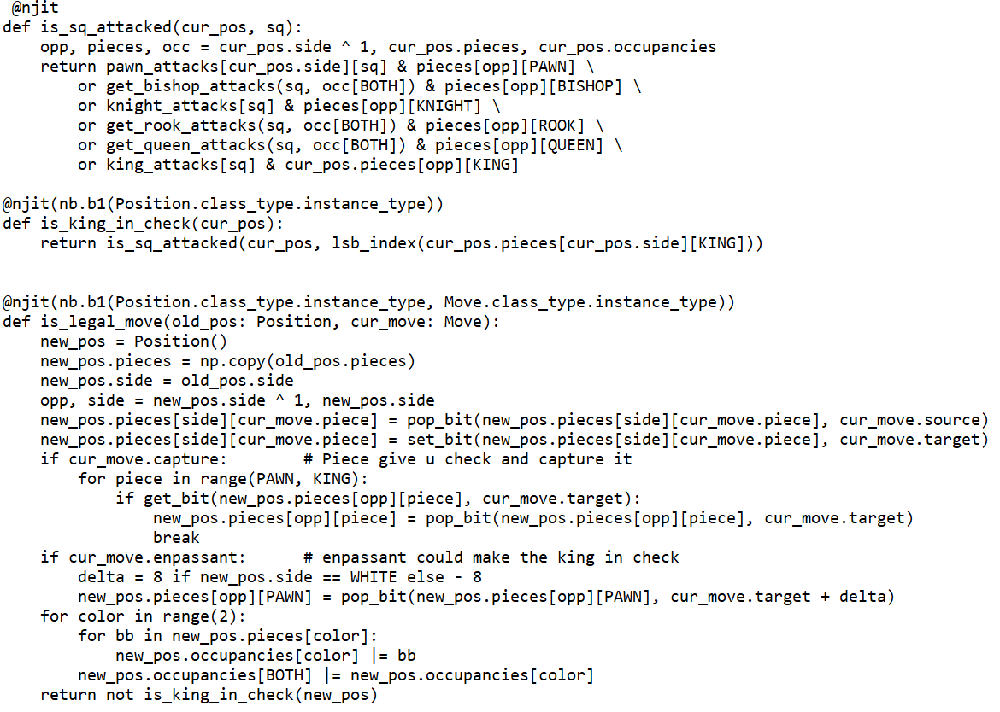 @njit
def is_sq_attacked(cur_pos, sq):
    opp, pieces, occ = cur_pos.side ^ 1, cur_pos.pieces, cur_pos.occupancies
    return pawn_attacks[cur_pos.side][sq] & pieces[opp][PAWN] \
        or get_bishop_attacks(sq, occ[BOTH]) & pieces[opp][BISHOP] \
        or knight_attacks[sq] & pieces[opp][KNIGHT] \
        or get_rook_attacks(sq, occ[BOTH]) & pieces[opp][ROOK] \
        or get_queen_attacks(sq, occ[BOTH]) & pieces[opp][QUEEN] \
        or king_attacks[sq] & cur_pos.pieces[opp][KING]

@njit(nb.b1(Position.class_type.instance_type))
def is_king_in_check(cur_pos):
    return is_sq_attacked(cur_pos, lsb_index(cur_pos.pieces[cur_pos.side][KING]))


@njit(nb.b1(Position.class_type.instance_type, Move.class_type.instance_type))
def is_legal_move(old_pos: Position, cur_move: Move):
    new_pos = Position()
    new_pos.pieces = np.copy(old_pos.pieces)
    new_pos.side = old_pos.side
    opp, side = new_pos.side ^ 1, new_pos.side
    new_pos.pieces[side][cur_move.piece] = pop_bit(new_pos.pieces[side][cur_move.piece], cur_move.source)
    new_pos.pieces[side][cur_move.piece] = set_bit(new_pos.pieces[side][cur_move.piece], cur_move.target)
    if cur_move.capture:        # Piece give u check and capture it
        for piece in range(PAWN, KING):
            if get_bit(new_pos.pieces[opp][piece], cur_move.target):
                new_pos.pieces[opp][piece] = pop_bit(new_pos.pieces[opp][piece], cur_move.target)
                break
    if cur_move.enpassant:      # enpassant could make the king in check
        delta = 8 if new_pos.side == WHITE else - 8
        new_pos.pieces[opp][PAWN] = pop_bit(new_pos.pieces[opp][PAWN], cur_move.target + delta)
    for color in range(2):
        for bb in new_pos.pieces[color]:
            new_pos.occupancies[color] |= bb
        new_pos.occupancies[BOTH] |= new_pos.occupancies[color]
    return not is_king_in_check(new_pos)